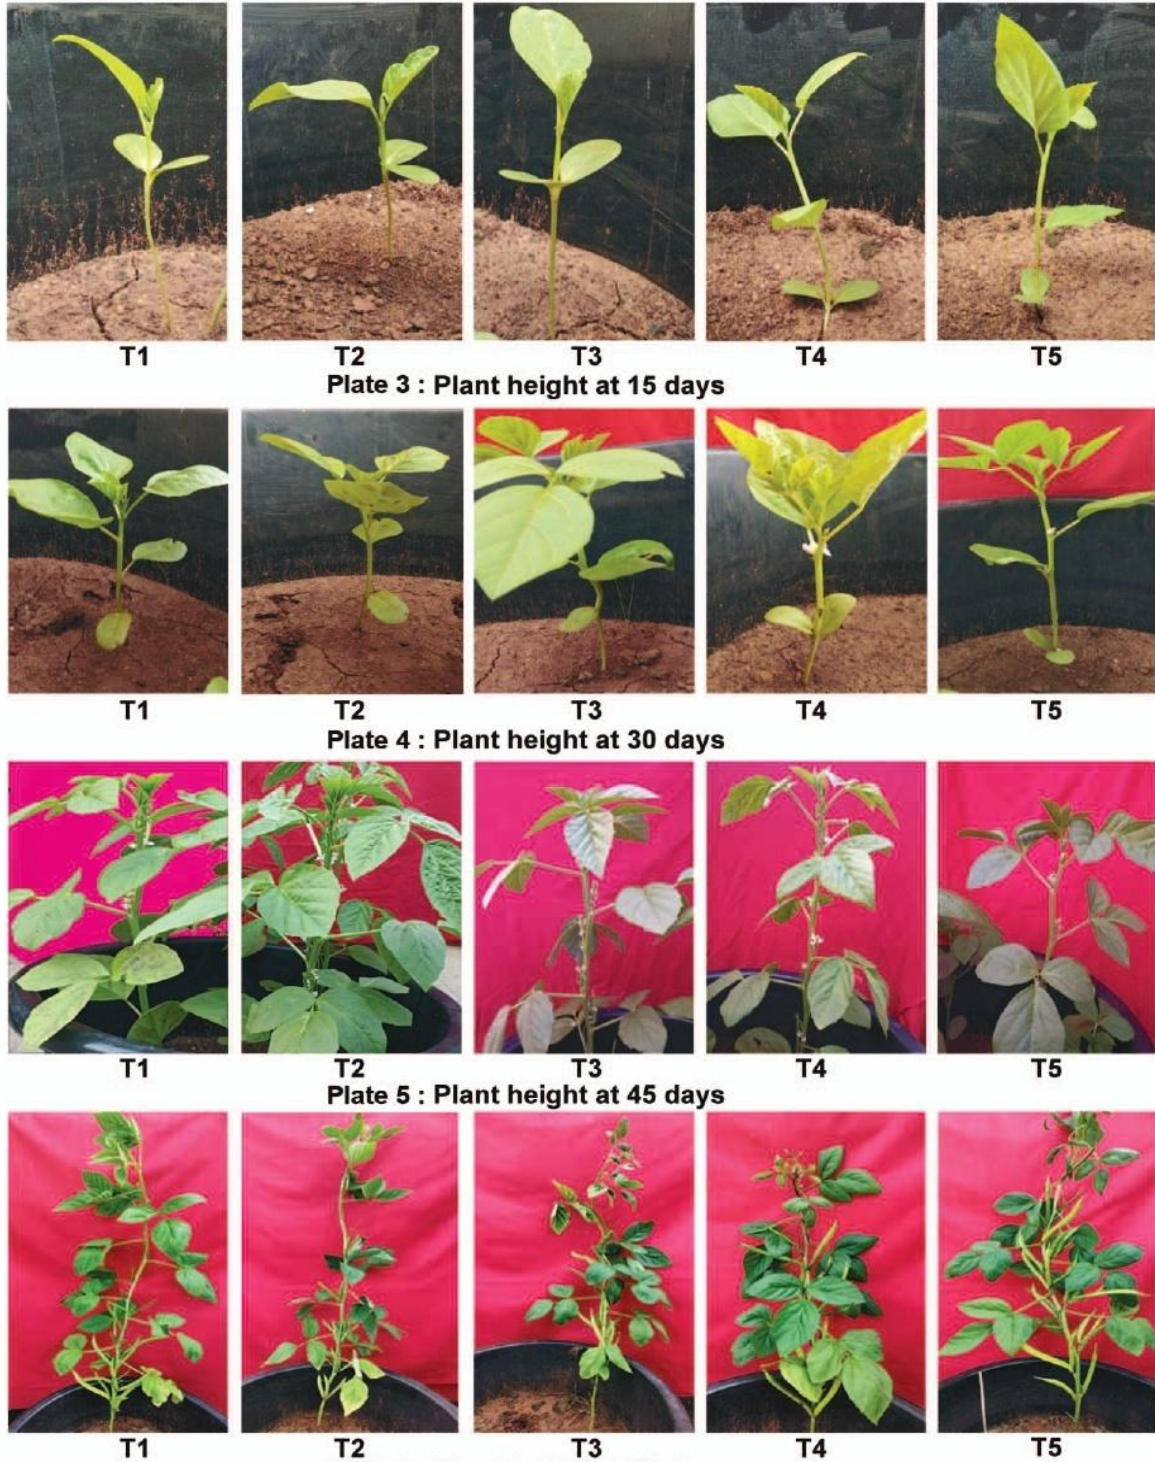 T1 T2 T3 T4 T5
Plate 3 : Plant height at 15 days
T1 T2 T3 T4 T5
Plate 4 : Plant height at 30 days
T1 T2 T3 T4 T5
Plate 5 : Plant height at 45 days
T1 T2 T3 T4 T5